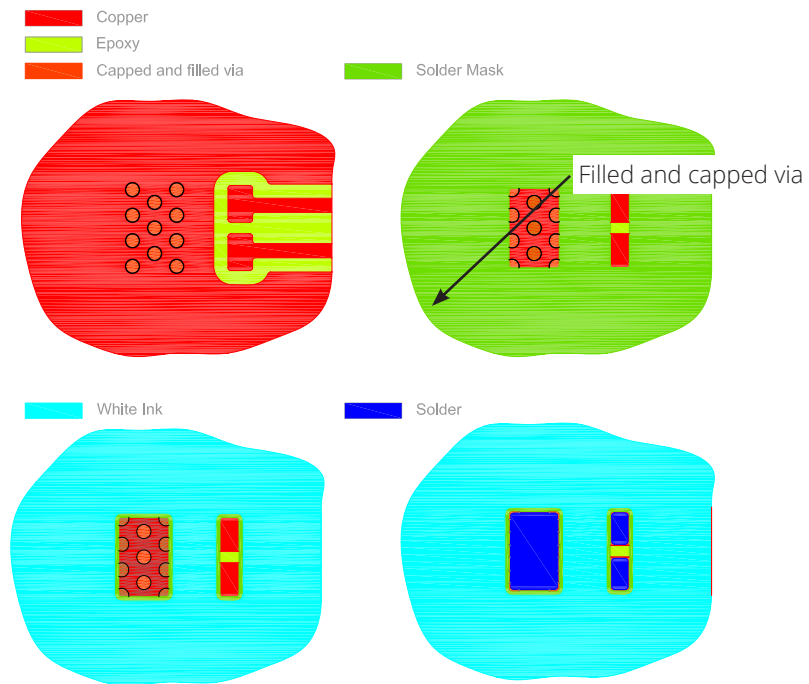 Copper
Epoxy
Capped and filled via
Solder Mask
Filled and capped via
White Ink
Solder